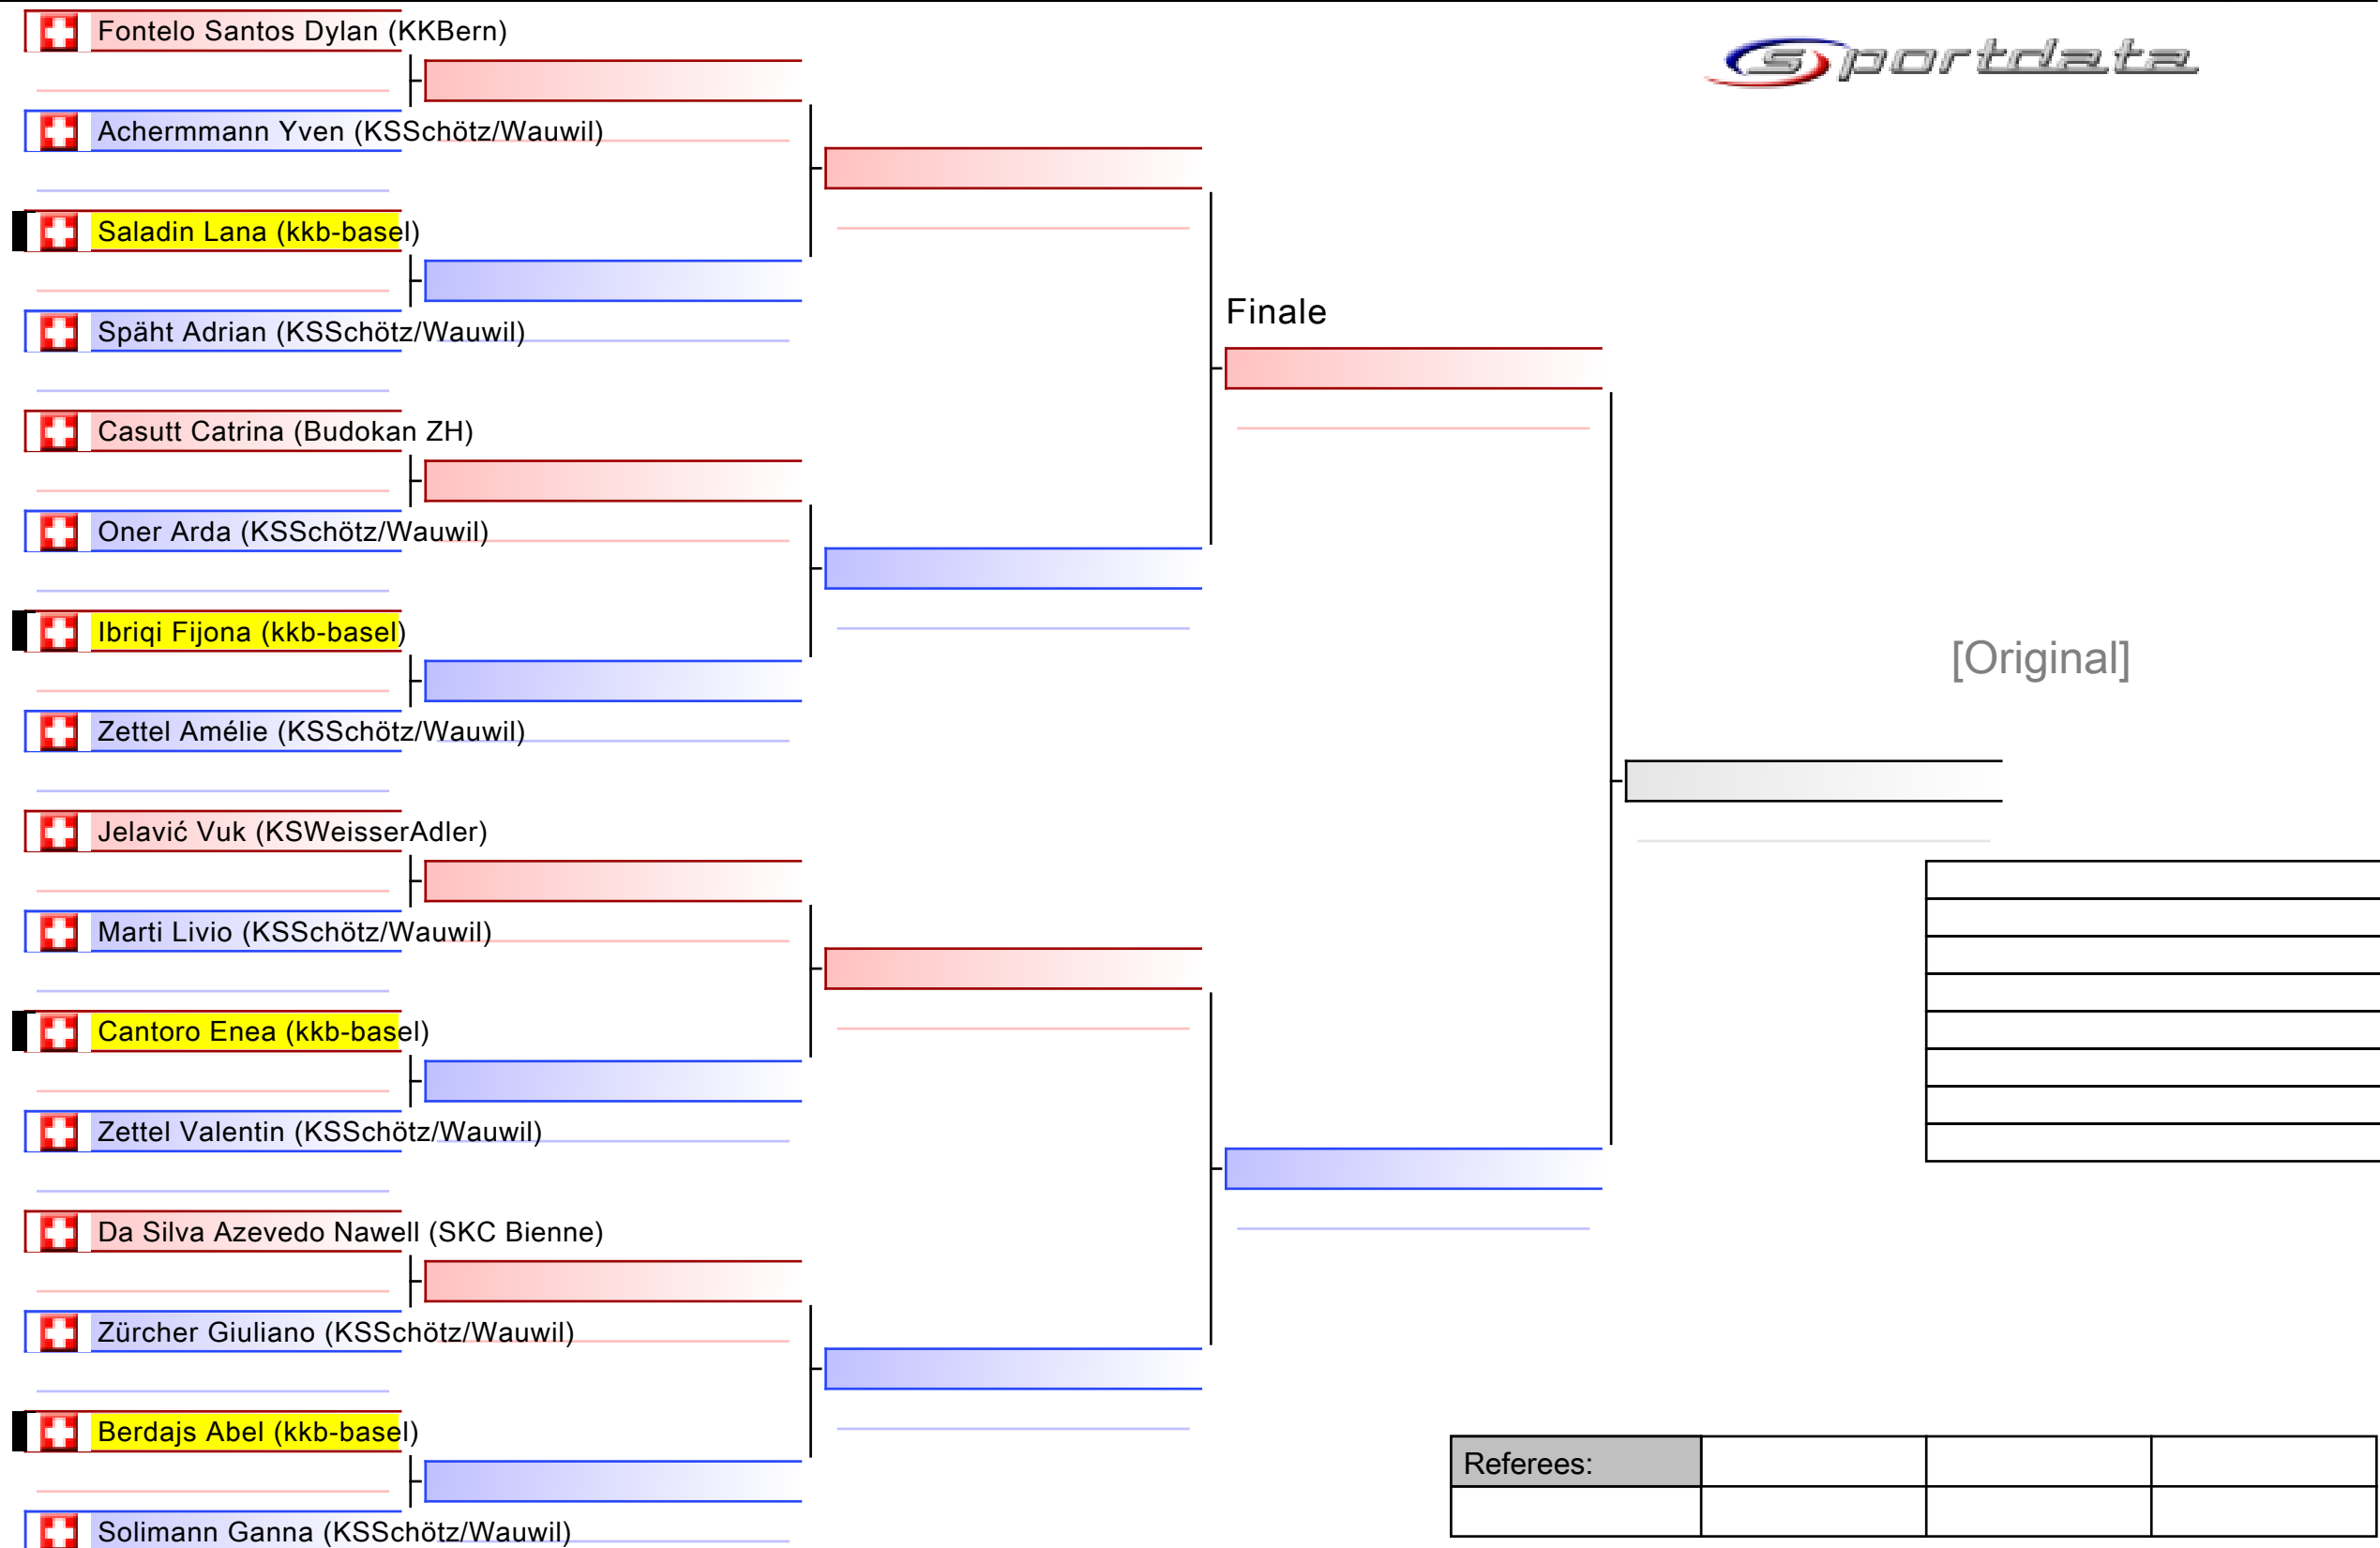 Fontelo Santos Dylan (KKBern)
sportdata
Achermmann Yven (KSSchötz/Wauwil)
Saladin Lana (kkb-basel)
Finale
Späht Adrian (KSSchötz/Wauwil)
Casutt Catrina (Budokan ZH)
Oner Arda (KSSchötz/Wauwil)
Ibriqi Fijona (kkb-basel)
[Original]
Zettel Amélie (KSSchötz/Wauwil)
Jelavić Vuk (KSWeisserAdler)
Marti Livio (KSSchötz/Wauwil)
Cantoro Enea (kkb-basel)
Zettel Valentin (KSSchötz/Wauwil)
Da Silva Azevedo Nawell (SKC Bienne)
Zürcher Giuliano (KSSchötz/Wauwil)
Berdajs Abel (kkb-basel)
Referees:
Solimann Ganna (KSSchötz/Wauwil)